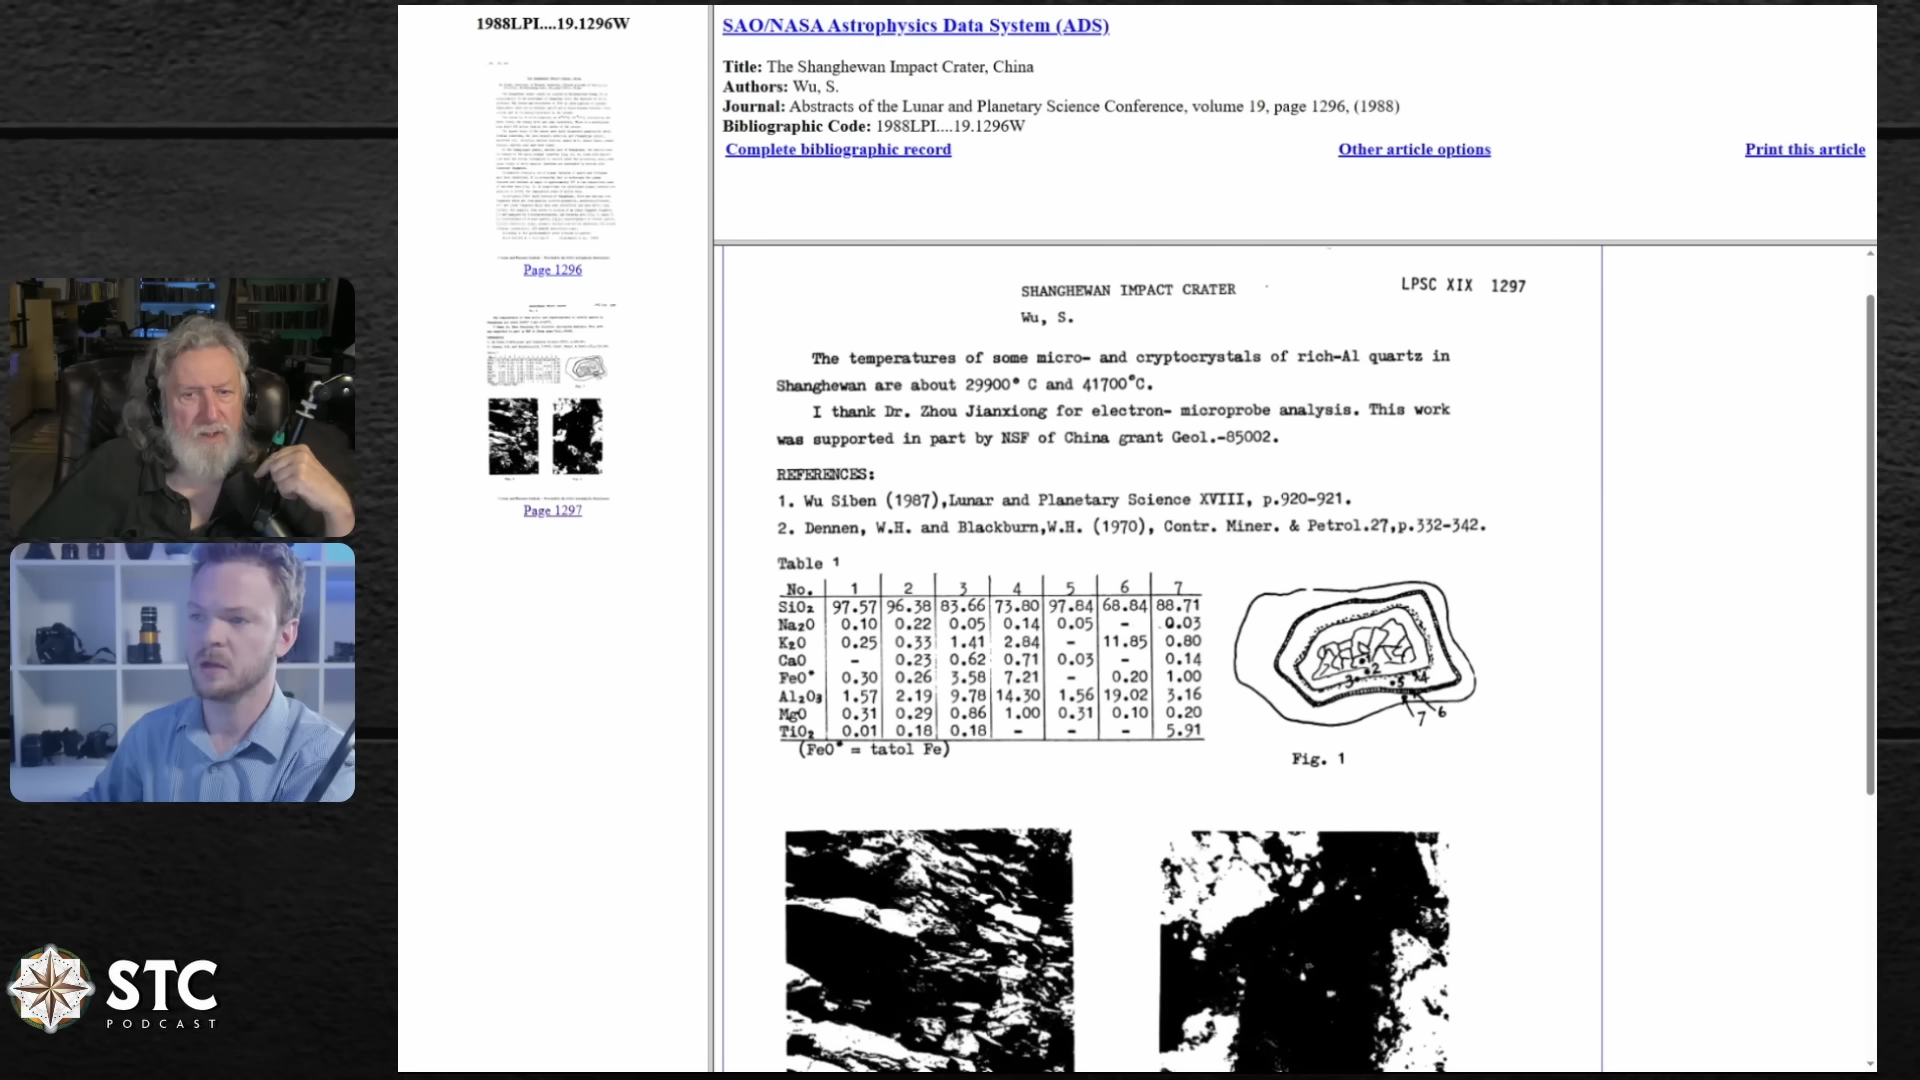 1988LPI....19.1296W
Page 1296
Page 1297
SAO/NASA Astrophysics Data System (ADS)
Title: The Shanghewan Impact Crater, China
Authors: Wu, S.
Journal: Abstracts of the Lunar and Planetary Science Conference, volume 19, page 1296, (1988)
Bibliographic Code: 1988LPI....19.1296W
Complete bibliographic record Other article options Print this article
SHANGHEWAN IMPACT CRATER LPSC XIX 1297
Wu, S.
The temperatures of some micro- and cryptocrystals of rich-Al quartz in
Shanghewan are about 29900° C and 41700°C.
I thank Dr. Zhou Jianxiong for electron- microprobe analysis. This work
was supported in part by NSF of China grant Geol.-85002.
REFERENCES:
1. Wu Siben (1987),Lunar and Planetary Science XVIII, p.920-921.
2. Dennen, W.H. and Blackburn,W.H. (1970), Contr. Miner. & Petrol.27,p.332-342.
Table 1
No. 1 2 3 4 5 6 7
SiO₂ 97.57 96.38 83.66 73.80 97.84 68.84 88.71
Na₂O 0.10 0.22 0.05 0.14 0.05 - 0.03
K₂O 0.25 0.33 1.41 2.84 - 11.85 0.80
CaO - 0.23 0.62 0.71 0.03 - 0.14
FeO* 0.30 0.26 3.58 7.21 - 0.20 1.00
Al₂O₃ 1.57 2.19 9.78 14.30 1.56 19.02 3.16
MgO 0.31 0.29 0.86 1.00 0.31 0.10 0.20
TiO₂ 0.01 0.18 0.18 - - - 5.91
(FeO* = tatol Fe)
1
2
3
5
4
7 6
Fig. 1
STC
PODCAST